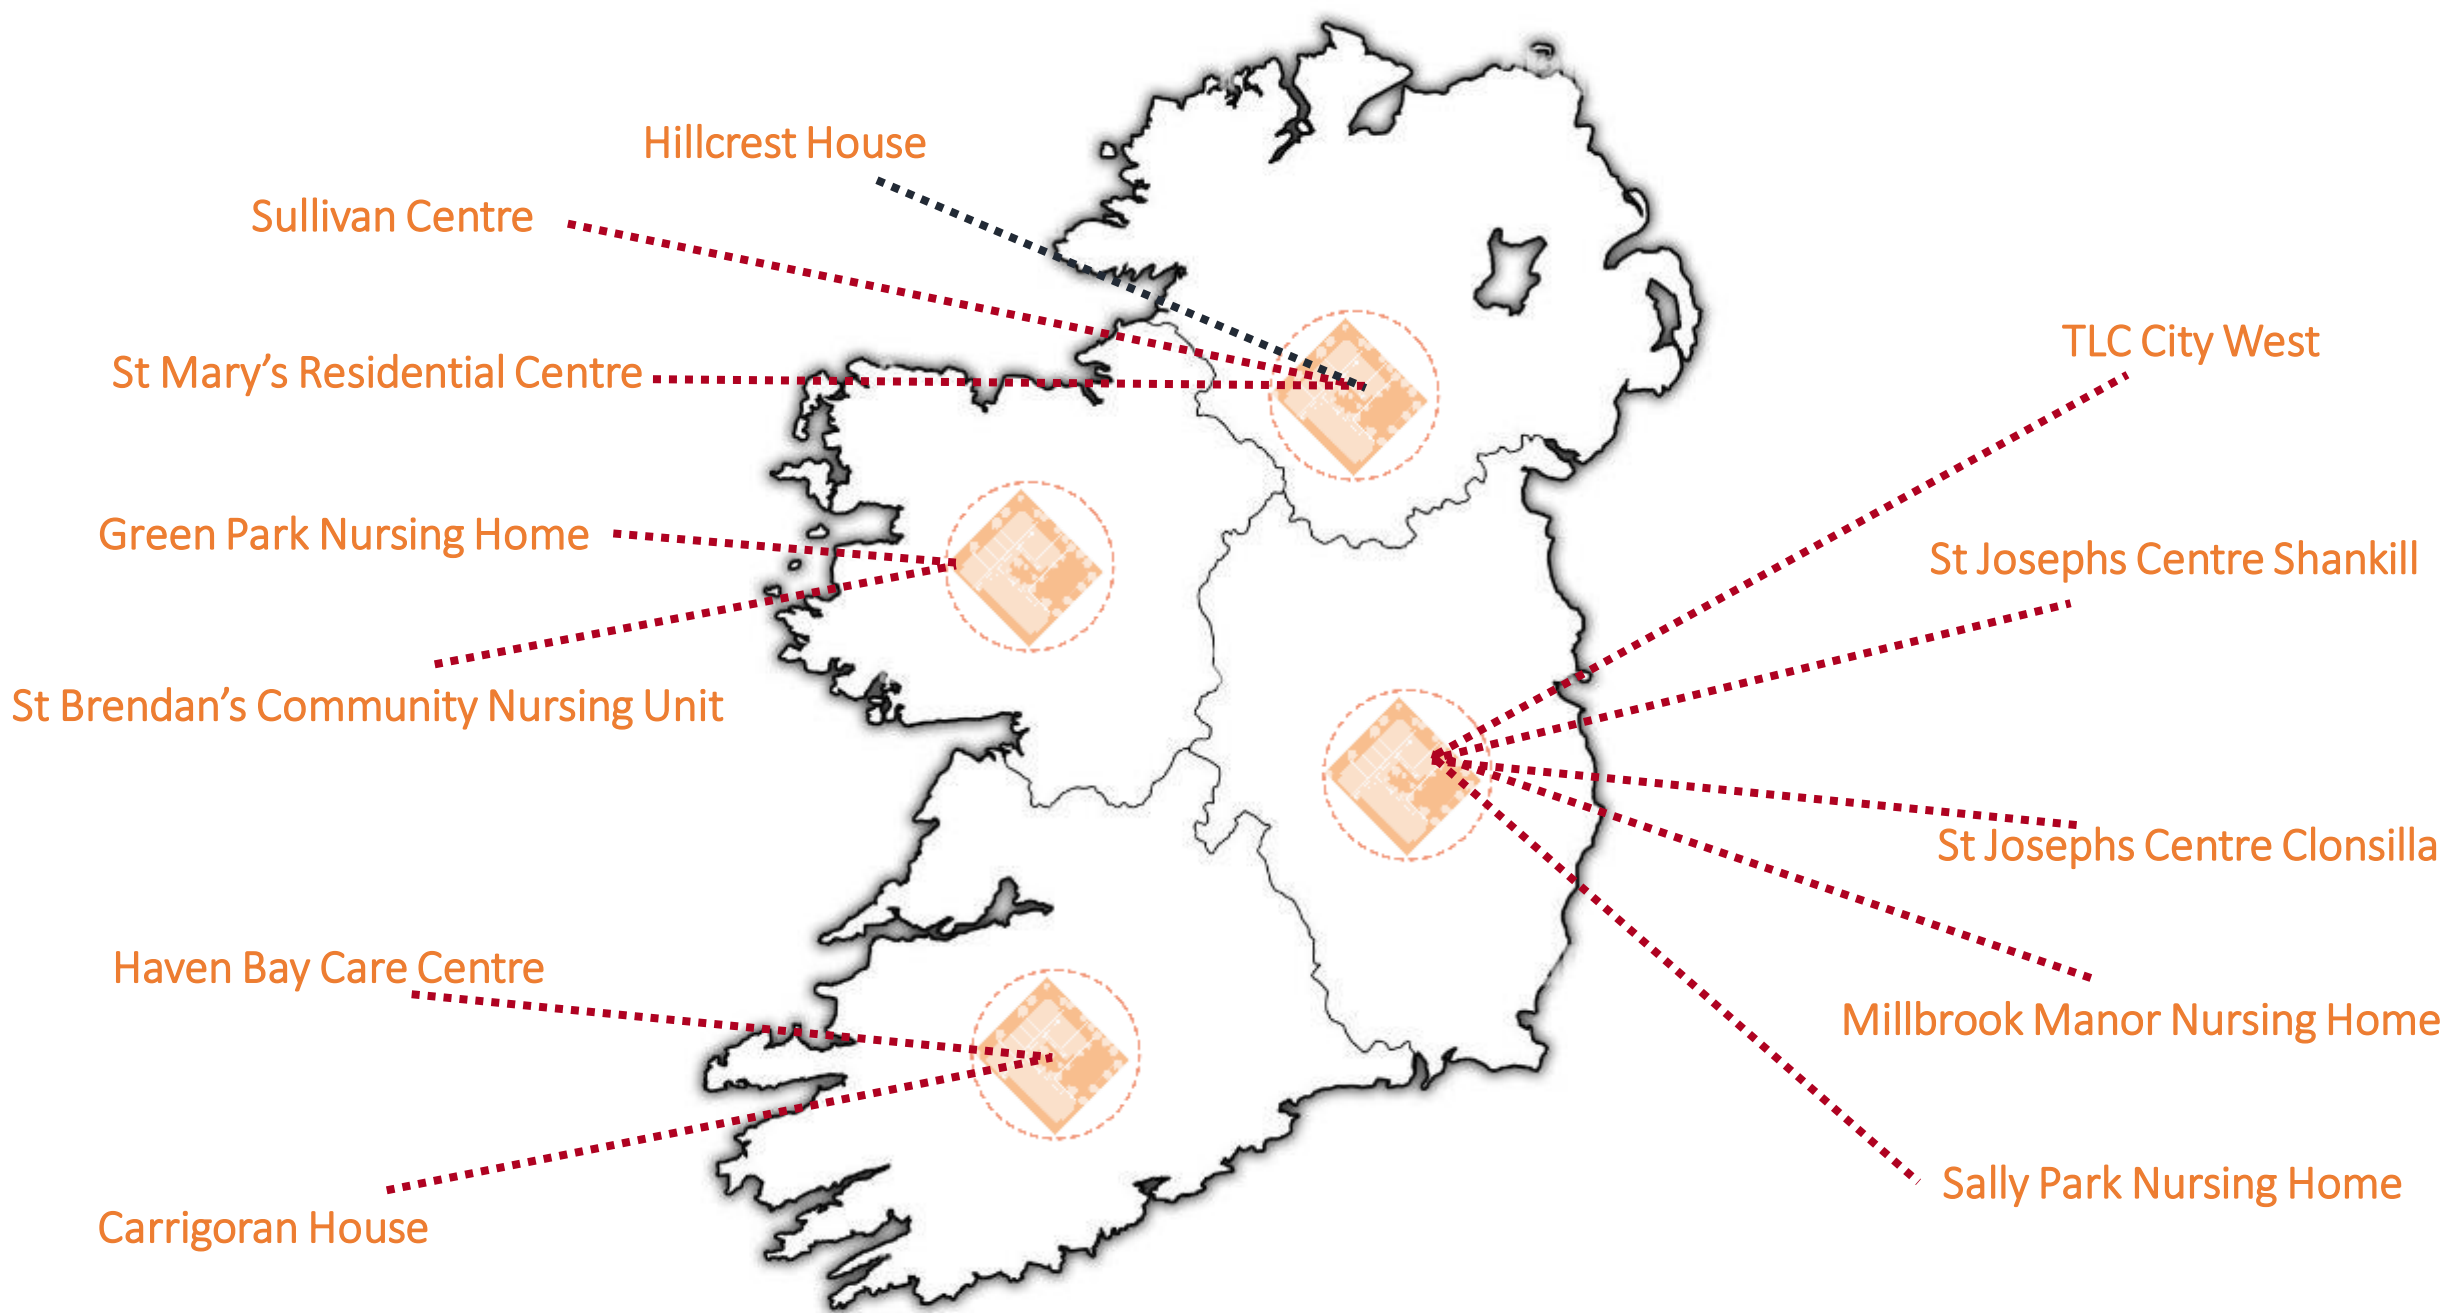 Hillcrest House
Sullivan Centre
St Mary’s Residential Centre
Green Park Nursing Home
St Brendan’s Community Nursing Unit
Haven Bay Care Centre
Carrigoran House
TLC City West
St Josephs Centre Shankill
St Josephs Centre Clonsilla
Millbrook Manor Nursing Home
Sally Park Nursing Home